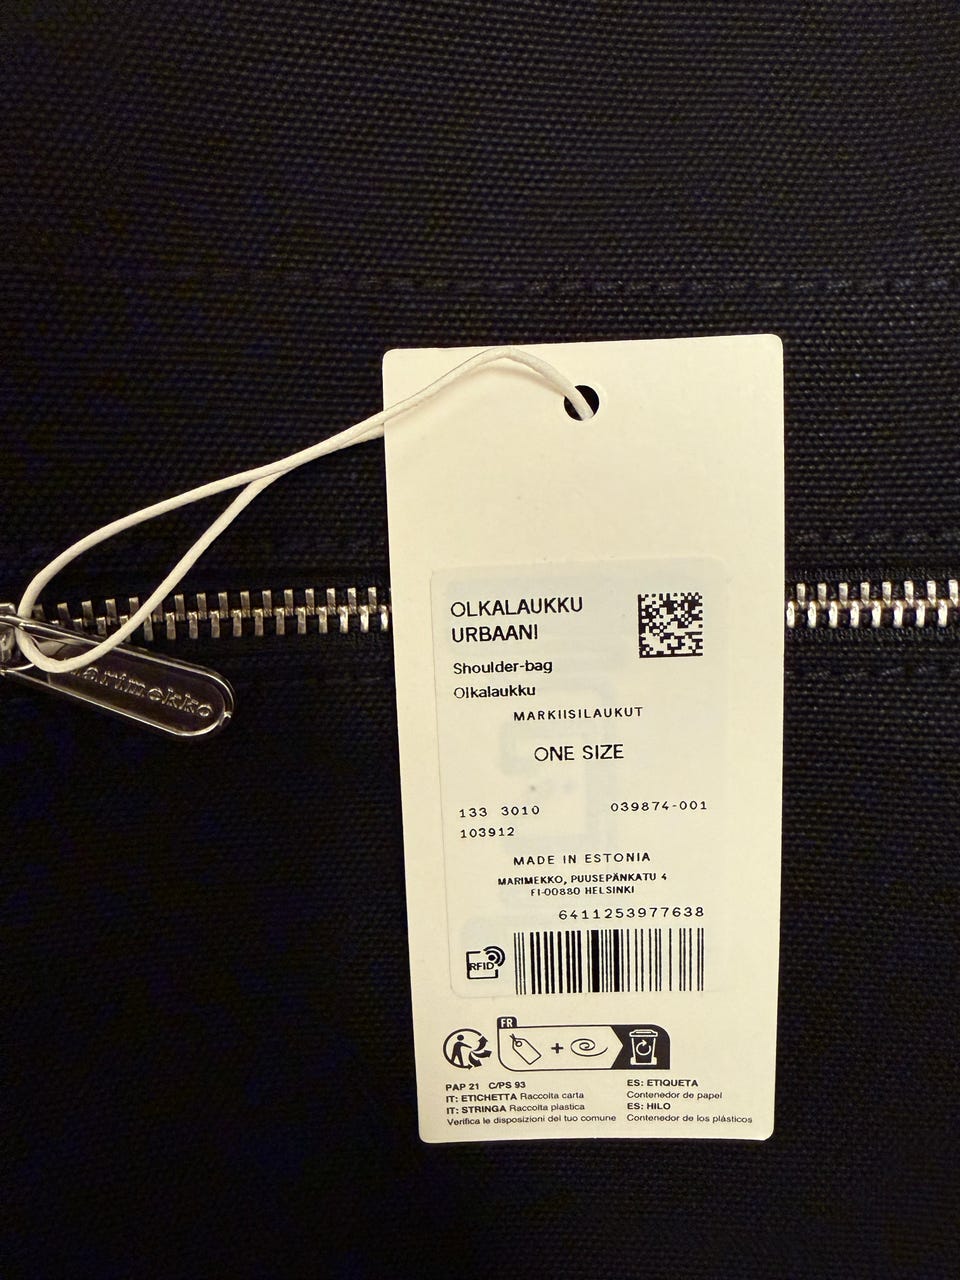 marimekko
OLKALAUKKU
URBAANI
Shoulder-bag
Olkalaukku
MARKIISILAUKUT
ONE SIZE
133 3010 039874-001
103912
MADE IN ESTONIA
MARIMEKKO, PUUSEPÄNKATU 4
FI-00880 HELSINKI
6411253977638
RFID
FR
PAP 21 C/PS 93
IT: ETICHETTA Raccolta carta
IT: STRINGA Raccolta plastica
Verifica le disposizioni del tuo comune
ES: ETIQUETA
Contenedor de papel
ES: HILO
Contenedor de los plásticos